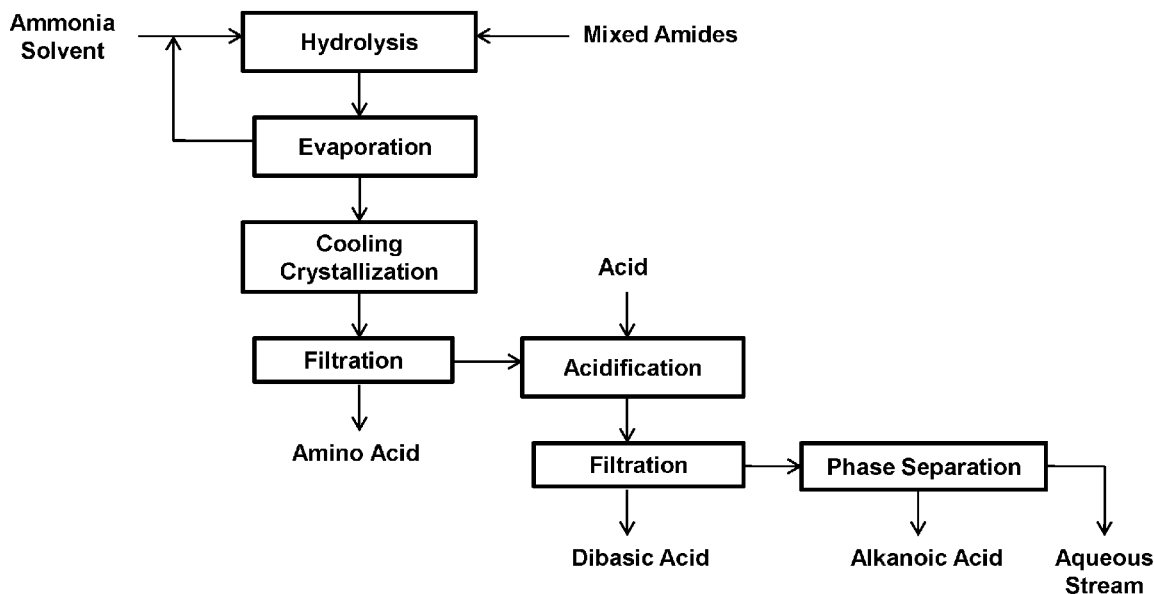 Ammonia
Solvent
Hydrolysis
Mixed Amides
Evaporation
Cooling
Crystallization
Acid
Filtration
Acidification
Amino Acid
Filtration
Phase Separation
Dibasic Acid
Alkanoic Acid
Aqueous
Stream